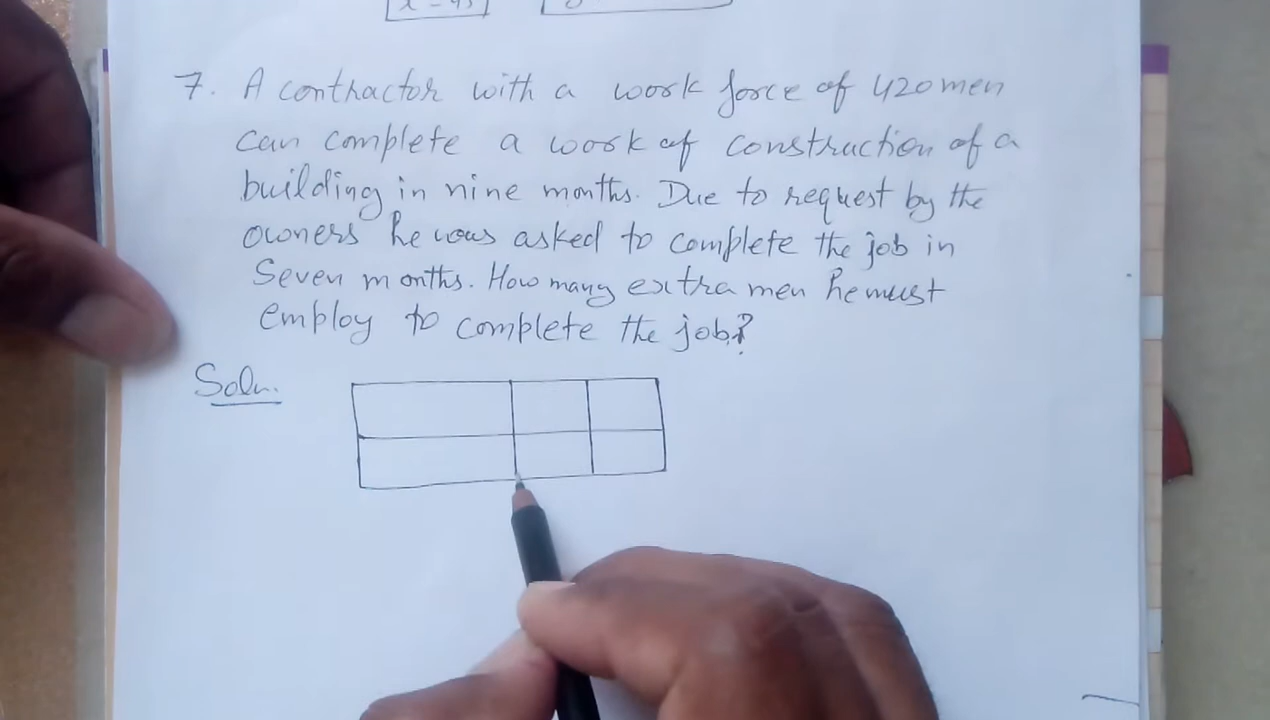 7. A contractor with a work force of 420 men
can complete a work of construction of a
building in nine months. Due to request by the
owners he was asked to complete the job in
Seven months. How many extra men he must
employ to complete the job?
Soln.